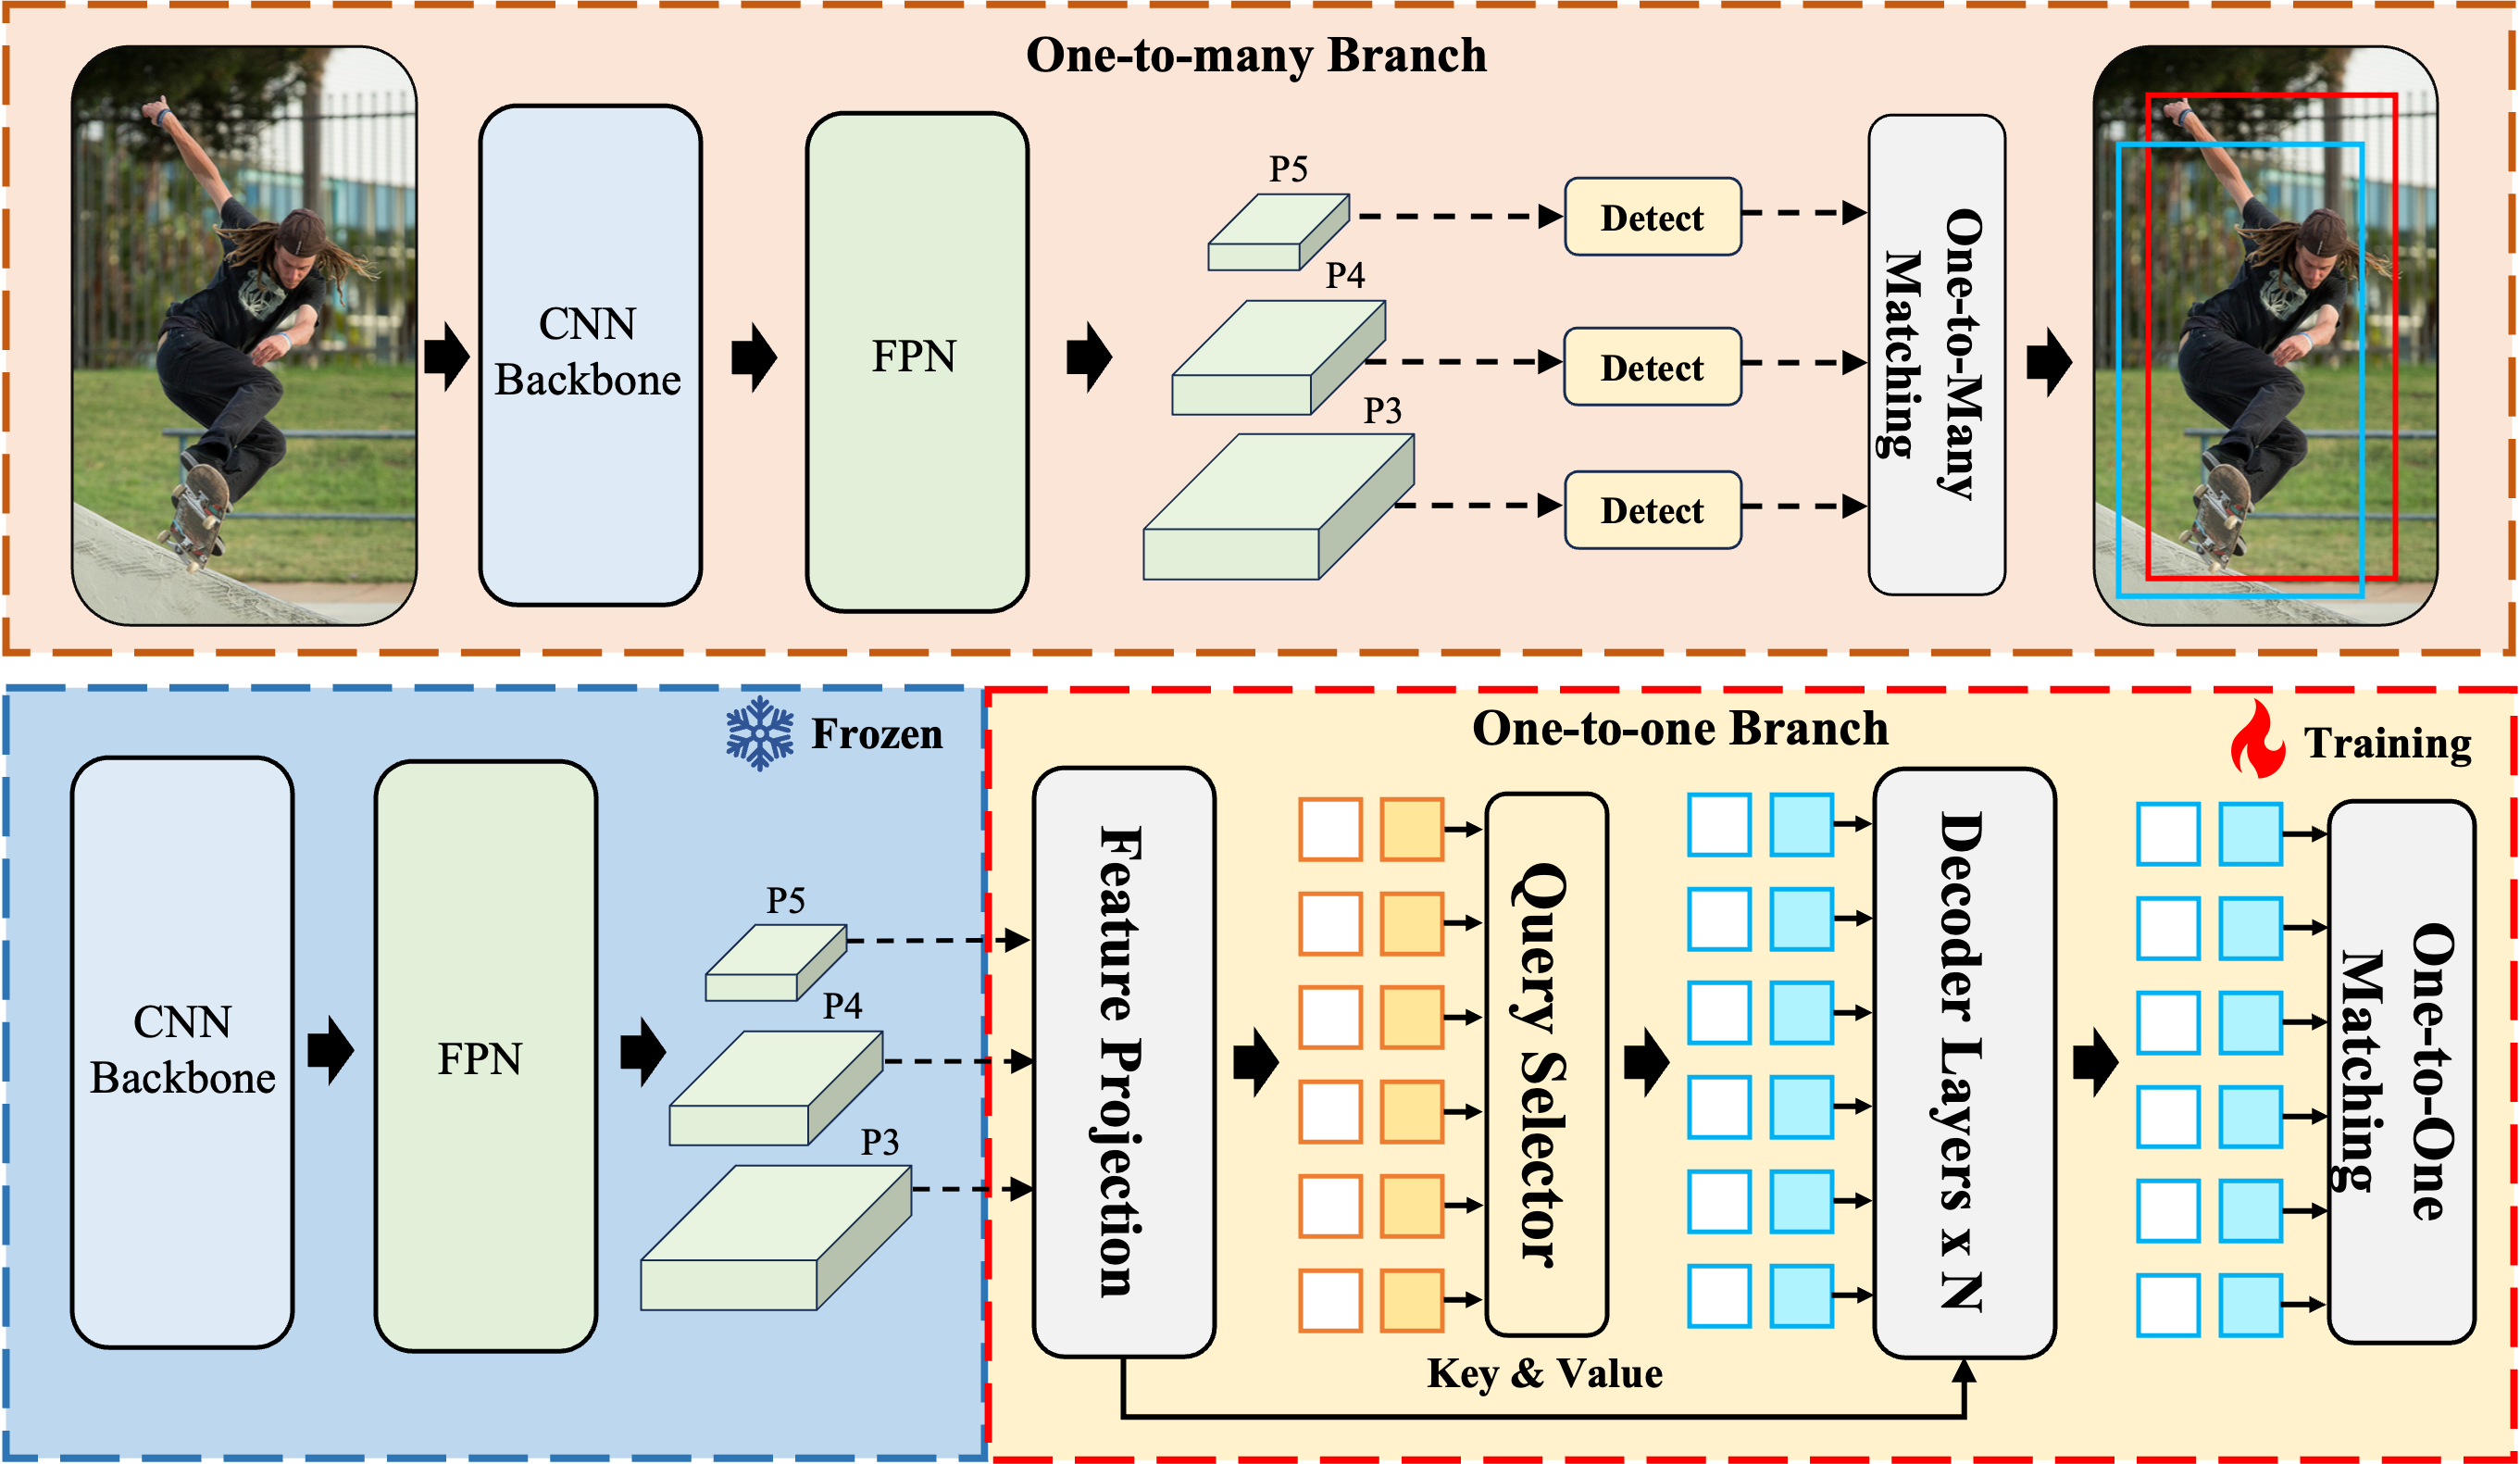 One-to-many Branch
CNN
Backbone
FPN
P5
P4
P3
Detect
Detect
Detect
One-to-Many
Matching
Frozen
CNN
Backbone
FPN
P5
P4
P3
One-to-one Branch
Training
Feature Projection
Query Selector
Decoder Layers x N
One-to-One
Matching
Key & Value